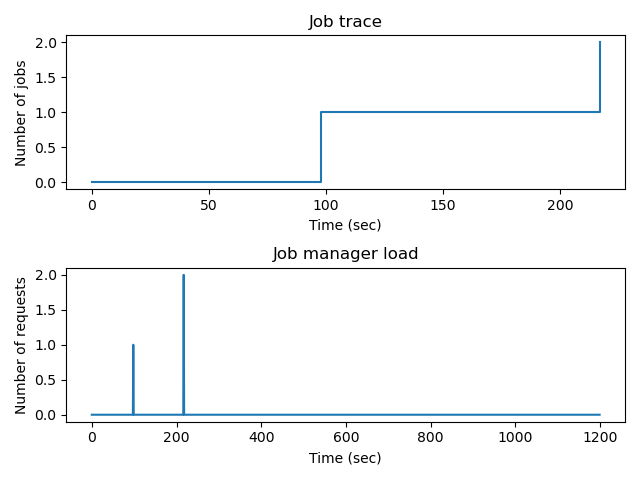 Job trace
2.0
1.5
1.0
0.5
0.0
Number of jobs
0 50 100 150 200
Time (sec)
Job manager load
2.0
1.5
1.0
0.5
0.0
Number of requests
0 200 400 600 800 1000 1200
Time (sec)